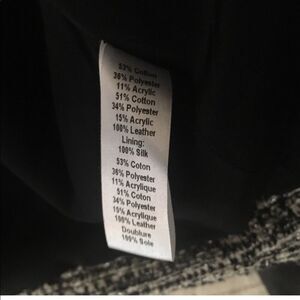 53% Cotton
36% Polyester
11% Acrylic
51% Cotton
34% Polyester
15% Acrylic
100% Leather
Lining:
100% Silk
53% Coton
36% Polyester
11% Acrylique
51% Coton
34% Polyester
15% Acrylique
100% Leather
Doublure
100% Soie